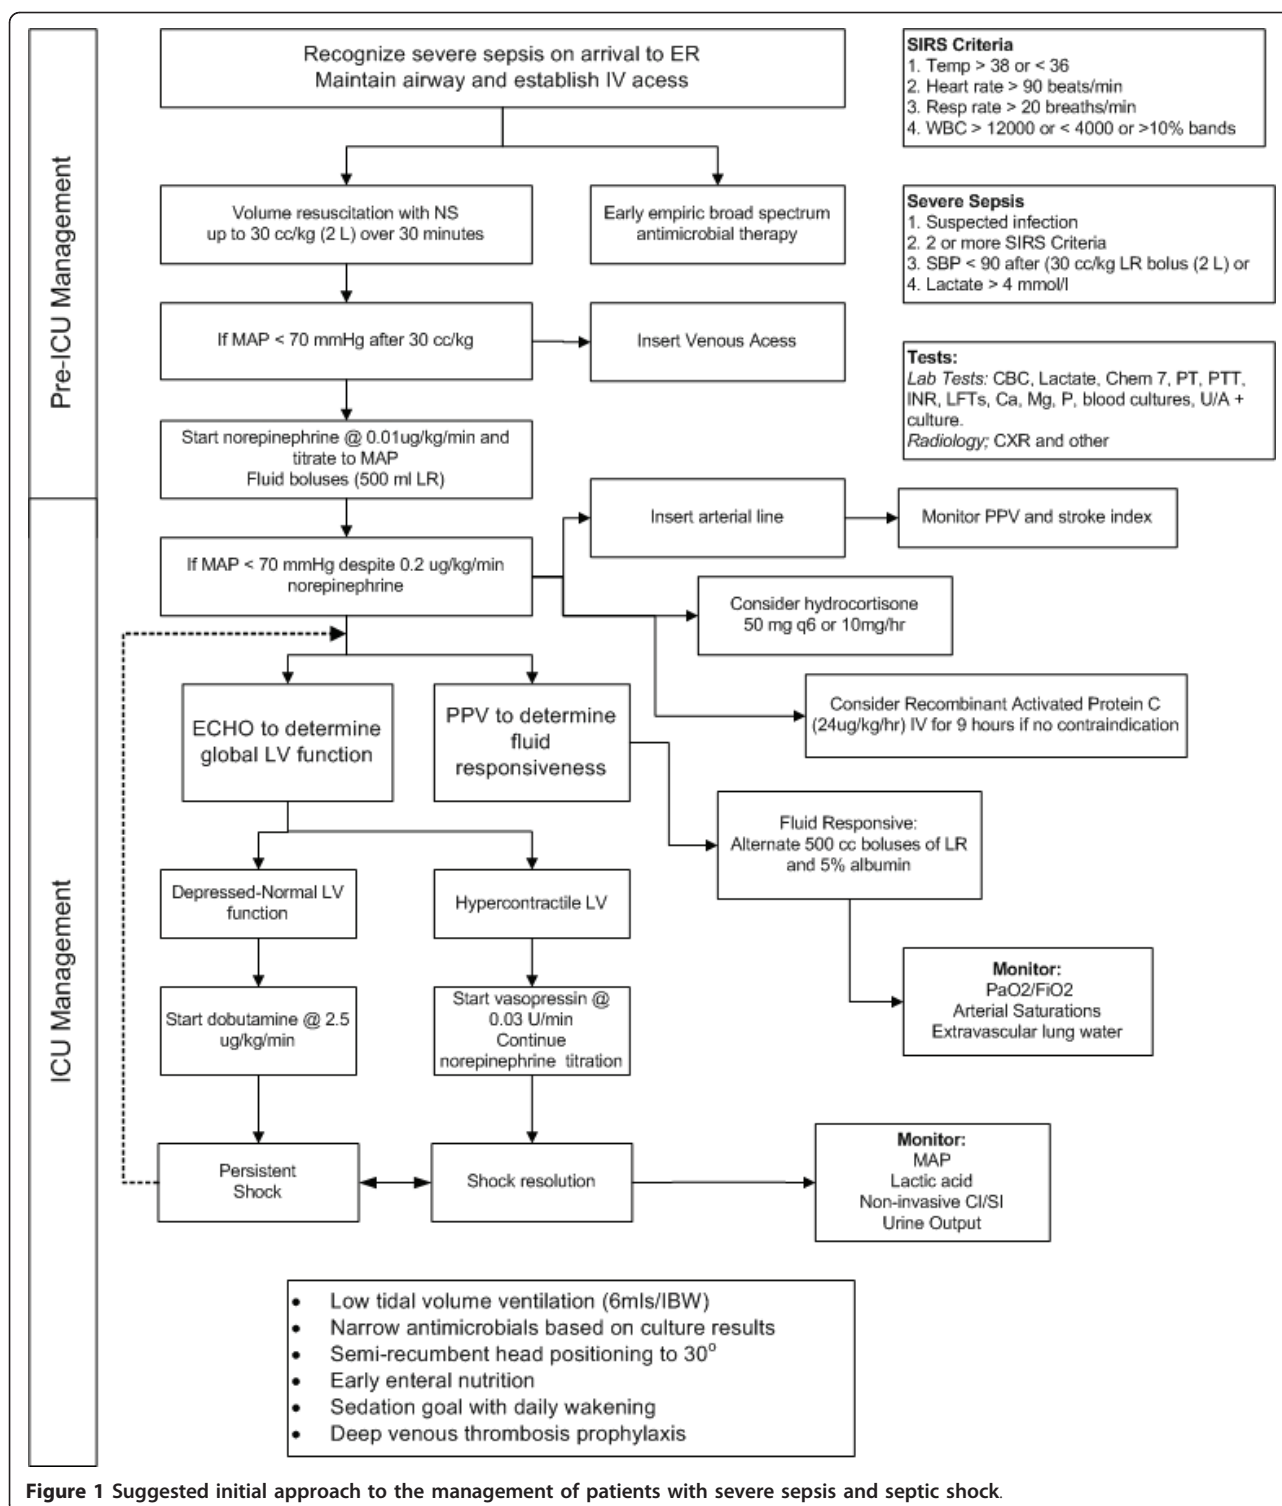 Pre-ICU Management
ICU Management
Recognize severe sepsis on arrival to ER
Maintain airway and establish IV acess
SIRS Criteria
1. Temp > 38 or < 36
2. Heart rate > 90 beats/min
3. Resp rate > 20 breaths/min
4. WBC > 12000 or < 4000 or >10% bands
Volume resuscitation with NS
up to 30 cc/kg (2 L) over 30 minutes
Early empiric broad spectrum
antimicrobial therapy
Severe Sepsis
1. Suspected infection
2. 2 or more SIRS Criteria
3. SBP < 90 after (30 cc/kg LR bolus (2 L) or
4. Lactate > 4 mmol/l
If MAP < 70 mmHg after 30 cc/kg
Insert Venous Acess
Tests:
Lab Tests: CBC, Lactate, Chem 7, PT, PTT,
INR, LFTs, Ca, Mg, P, blood cultures, U/A +
culture.
Radiology; CXR and other
Start norepinephrine @ 0.01ug/kg/min and
titrate to MAP
Fluid boluses (500 ml LR)
Insert arterial line
Monitor PPV and stroke index
If MAP < 70 mmHg despite 0.2 ug/kg/min
norepinephrine
Consider hydrocortisone
50 mg q6 or 10mg/hr
Consider Recombinant Activated Protein C
(24ug/kg/hr) IV for 9 hours if no contraindication
ECHO to determine
global LV function
PPV to determine
fluid
responsiveness
Fluid Responsive:
Alternate 500 cc boluses of LR
and 5% albumin
Depressed-Normal LV
function
Hypercontractile LV
Monitor:
PaO2/FiO2
Arterial Saturations
Extravascular lung water
Start dobutamine @ 2.5
ug/kg/min
Start vasopressin @
0.03 U/min
Continue
norepinephrine titration
Persistent
Shock
Shock resolution
Monitor:
MAP
Lactic acid
Non-invasive CI/SI
Urine Output
• Low tidal volume ventilation (6mls/IBW)
• Narrow antimicrobials based on culture results
• Semi-recumbent head positioning to 30°
• Early enteral nutrition
• Sedation goal with daily wakening
• Deep venous thrombosis prophylaxis
Figure 1 Suggested initial approach to the management of patients with severe sepsis and septic shock.